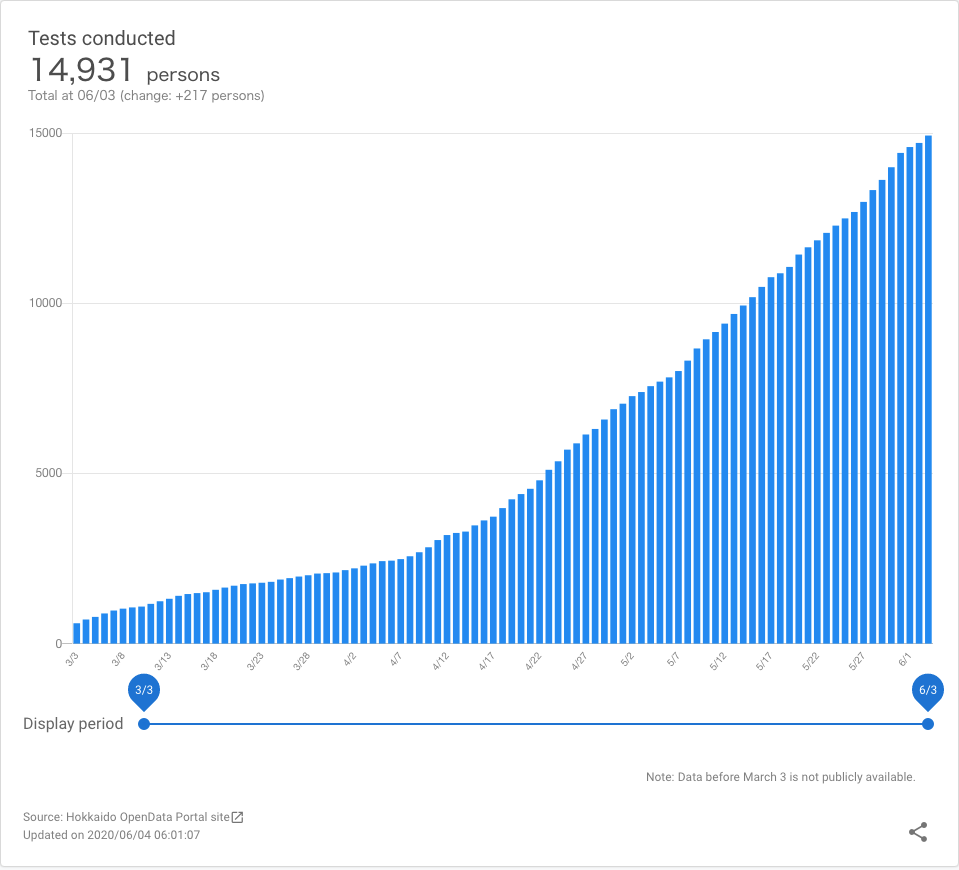 Tests conducted
14,931 persons
Total at 06/03 (change: +217 persons)
15000
10000
5000
0
3/3 3/8 3/13 3/18 3/23 3/28 4/2 4/7 4/12 4/17 4/22 4/27 5/2 5/7 5/12 5/17 5/22 5/27 6/1
3/3 6/3
Display period
Note: Data before March 3 is not publicly available.
Source: Hokkaido OpenData Portal site
Updated on 2020/06/04 06:01:07